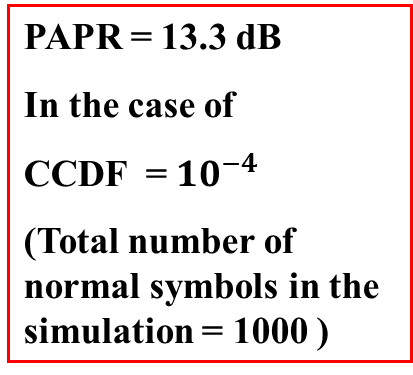 PAPR = 13.3 dB
In the case of
CCDF = 10⁻⁴
(Total number of
normal symbols in the
simulation = 1000 )